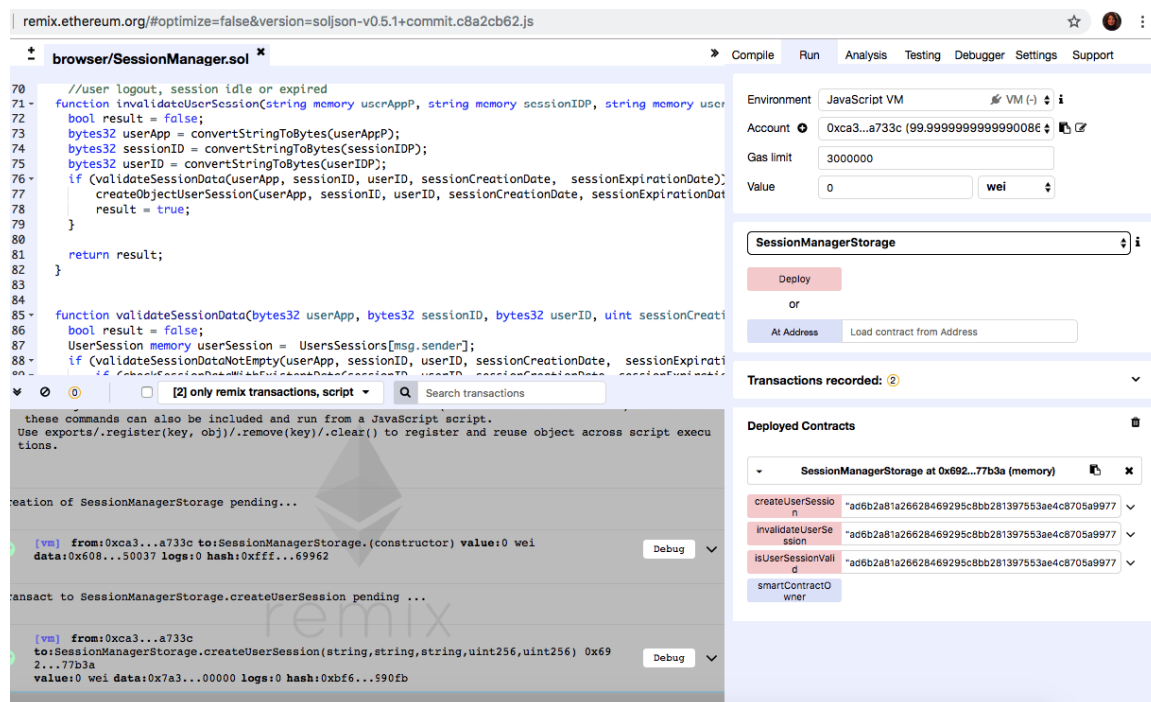 remix.ethereum.org/#optimize=false&version=soljson-v0.5.1+commit.c8a2cb62.js
browser/SessionManager.sol
Compile Run Analysis Testing Debugger Settings Support
70 //user logout, session idle or expired
71 function invalidateUserSession(string memory userAppP, string memory sessionIDP, string memory user
72 bool result = false;
73 bytes32 userApp = convertStringToBytes(userAppP);
74 bytes32 sessionID = convertStringToBytes(sessionIDP);
75 bytes32 userID = convertStringToBytes(userIDP);
76 if (validateSessionData(userApp, sessionID, userID, sessionCreationDate, sessionExpirationDate))
77 createObjectUserSession(userApp, sessionID, userID, sessionCreationDate, sessionExpirationDat
78 result = true;
79 }
80
81 return result;
82 }
83
84
85 function validateSessionData(bytes32 userApp, bytes32 sessionID, bytes32 userID, uint sessionCreati
86 bool result = false;
87 UserSession memory userSession = UsersSessions[msg.sender];
88 if (validateSessionDataNotEmpty(userApp, sessionID, userID, sessionCreationDate, sessionExpirati
0 [2] only remix transactions, script Search transactions
these commands can also be included and run from a JavaScript script.
Use exports/.register(key, obj)/.remove(key)/.clear() to register and reuse object across script execu
tions.
reation of SessionManagerStorage pending...
[vm] from:0xca3...a733c to:SessionManagerStorage.(constructor) value:0 wei
data:0x608...50037 logs:0 hash:0xfff...69962
Debug
ransact to SessionManagerStorage.createUserSession pending ...
remix
[vm] from:0xca3...a733c
to:SessionManagerStorage.createUserSession(string,string,string,uint256,uint256) 0x69
2...77b3a
value:0 wei data:0x7a3...00000 logs:0 hash:0xbf6...990fb
Debug
Environment JavaScript VM VM (-) i
Account 0xca3...a733c (99.9999999999990086
Gas limit 3000000
Value 0 wei
SessionManagerStorage i
Deploy
or
At Address Load contract from Address
Transactions recorded: 2
Deployed Contracts
SessionManagerStorage at 0x692...77b3a (memory)
createUserSessio
n
"ad6b2a81a26628469295c8bb281397553ae4c8705a9977
invalidateUserSe
ssion
"ad6b2a81a26628469295c8bb281397553ae4c8705a9977
isUserSessionVali
d
"ad6b2a81a26628469295c8bb281397553ae4c8705a9977
smartContractO
wner